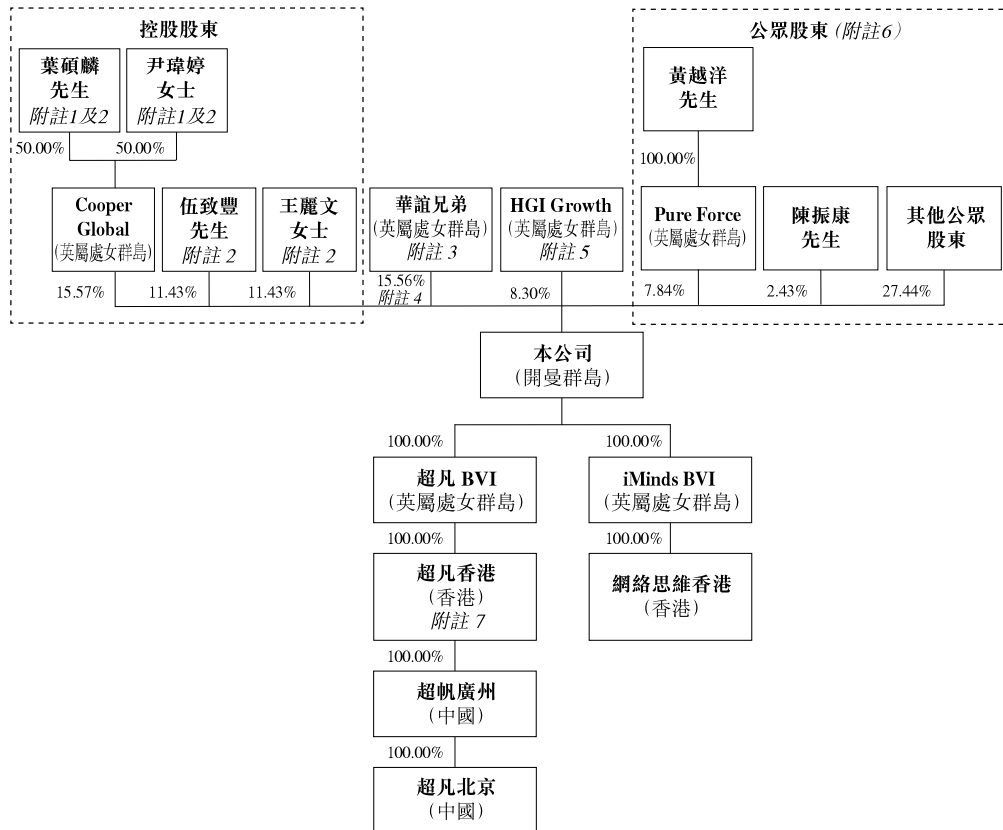 控股股東
公眾股東 (附註6)
葉碩麟
先生
附註1及2
尹瑋婷
女士
附註1及2
黃越洋
先生
50.00%
50.00%
100.00%
Cooper
Global
(英屬處女群島)
伍致豐
先生
附註 2
王麗文
女士
附註 2
華誼兄弟
(英屬處女群島)
附註 3
HGI Growth
(英屬處女群島)
附註 5
Pure Force
(英屬處女群島)
陳振康
先生
其他公眾
股東
15.57%
11.43%
11.43%
15.56%
附註 4
8.30%
7.84%
2.43%
27.44%
本公司
(開曼群島)
100.00%
100.00%
超凡 BVI
(英屬處女群島)
iMinds BVI
(英屬處女群島)
100.00%
100.00%
超凡香港
(香港)
附註 7
網絡思維香港
(香港)
100.00%
超帆廣州
(中國)
100.00%
超凡北京
(中國)